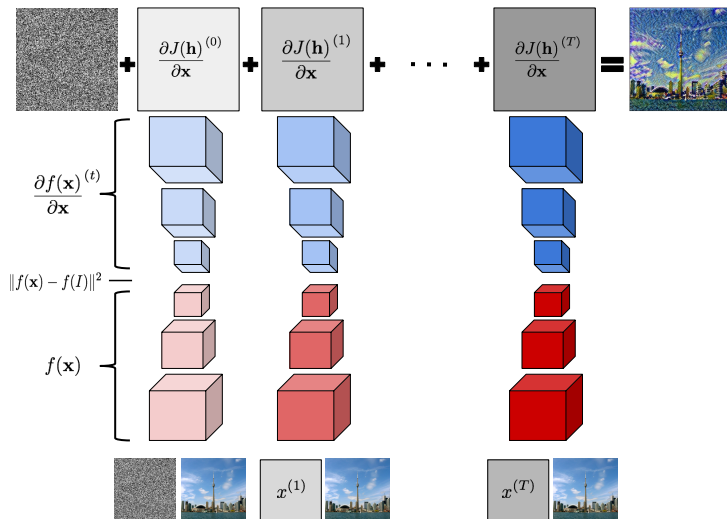 + ∂J(h)^(0)/∂x + ∂J(h)^(1)/∂x + · · · · + ∂J(h)^(T)/∂x =
∂f(x)^(t)/∂x
‖f(x) − f(I)‖²
f(x)
x^(1) x^(T)